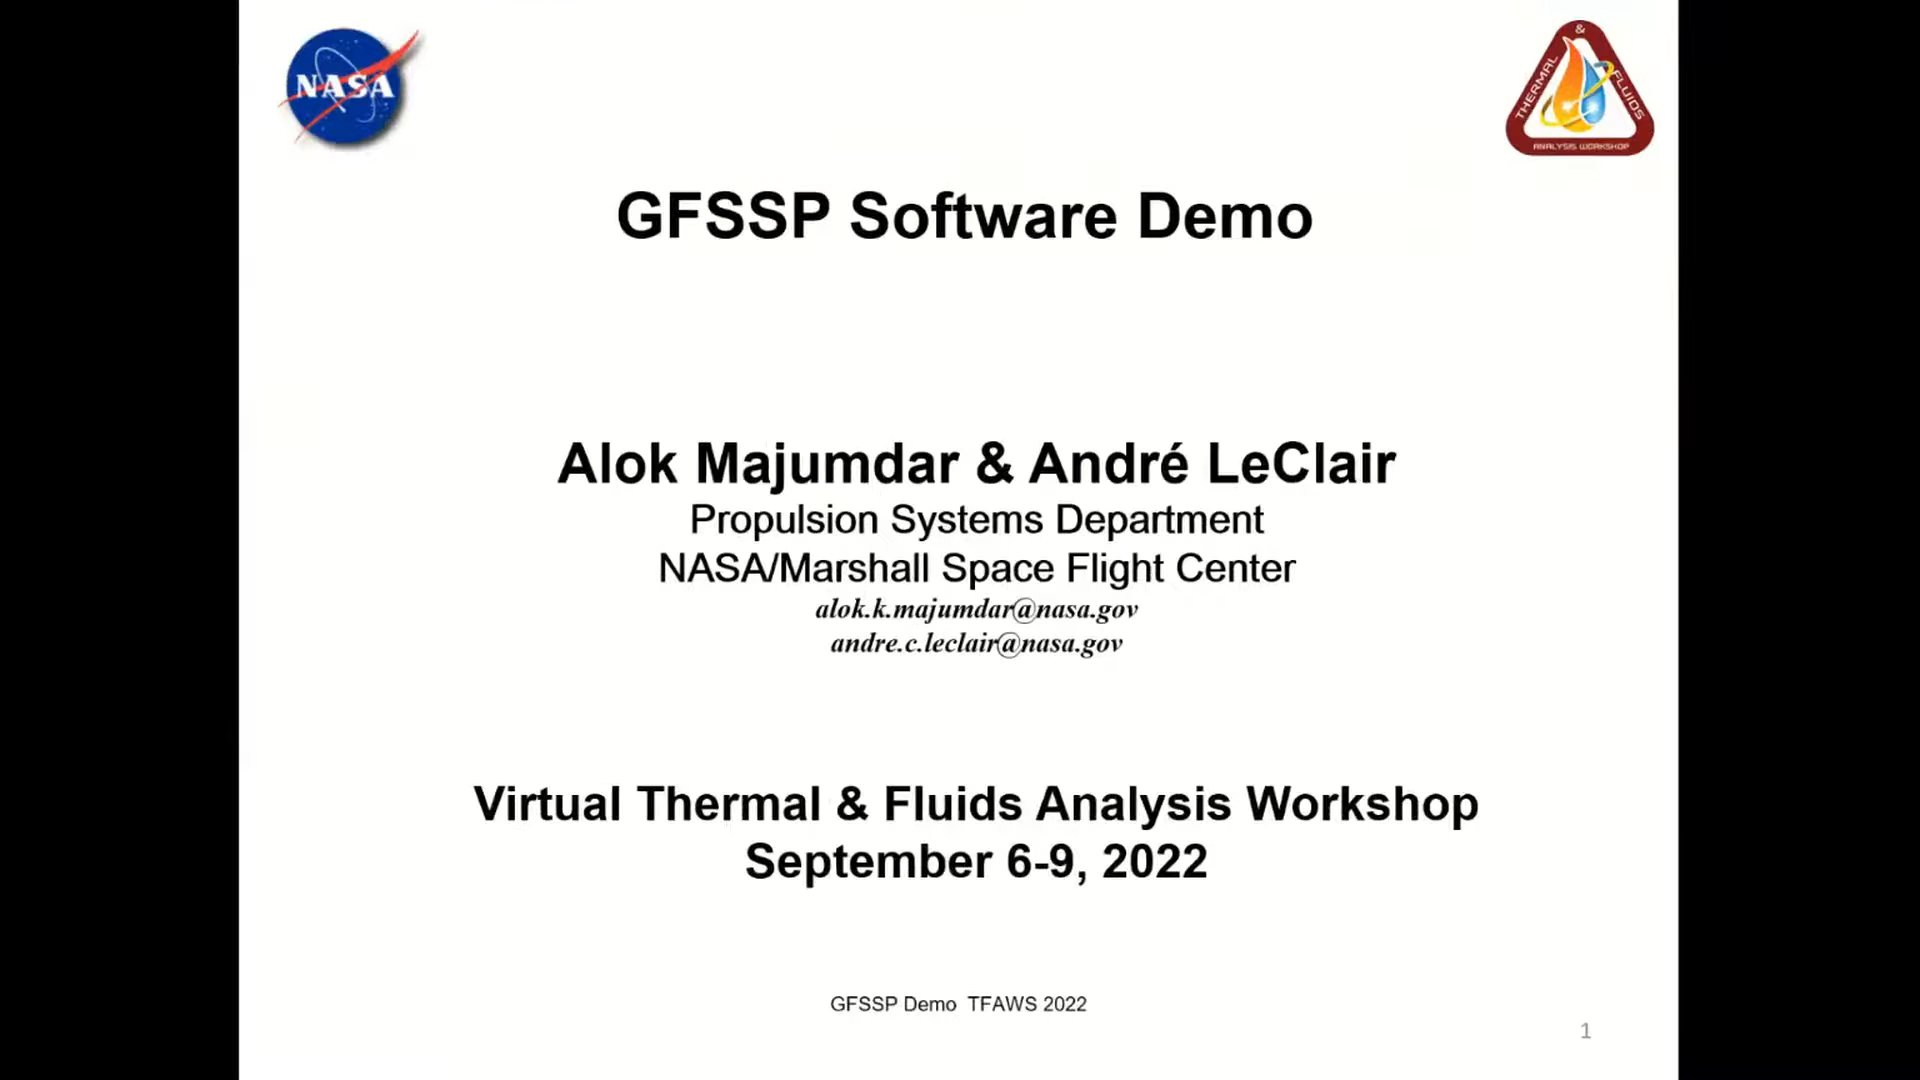 NASA
THERMAL & FLUIDS
ANALYSIS WORKSHOP
GFSSP Software Demo
Alok Majumdar & André LeClair
Propulsion Systems Department
NASA/Marshall Space Flight Center
alok.k.majumdar@nasa.gov
andre.c.leclair@nasa.gov
Virtual Thermal & Fluids Analysis Workshop
September 6-9, 2022
GFSSP Demo  TFAWS 2022
1